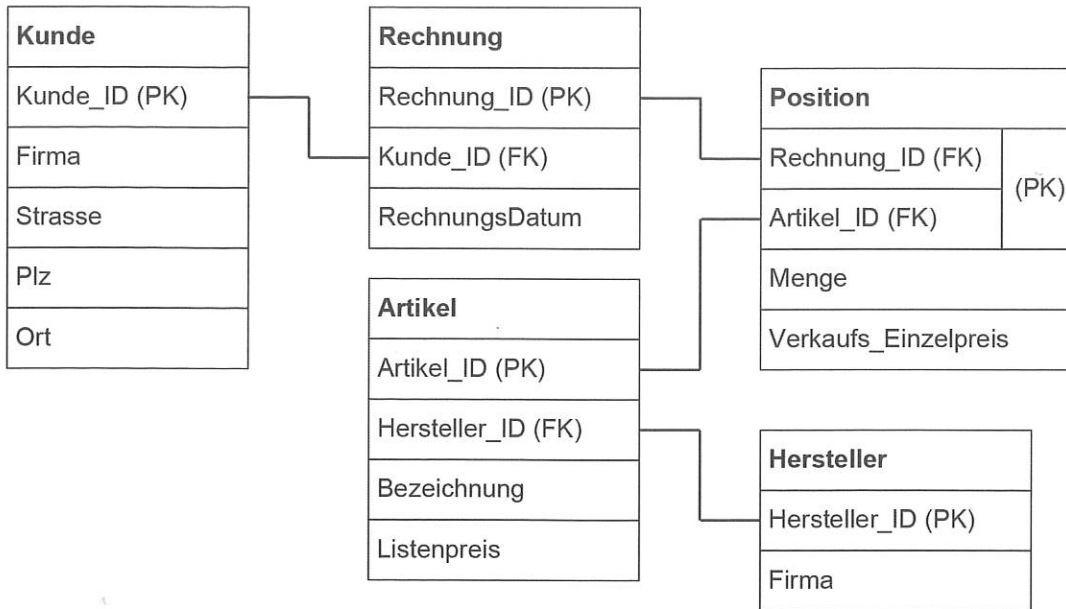 Kunde
Kunde_ID (PK)
Firma
Strasse
Plz
Ort
Rechnung
Rechnung_ID (PK)
Kunde_ID (FK)
RechnungsDatum
Artikel
Artikel_ID (PK)
Hersteller_ID (FK)
Bezeichnung
Listenpreis
Position
Rechnung_ID (FK)
(PK)
Artikel_ID (FK)
Menge
Verkaufs_Einzelpreis
Hersteller
Hersteller_ID (PK)
Firma